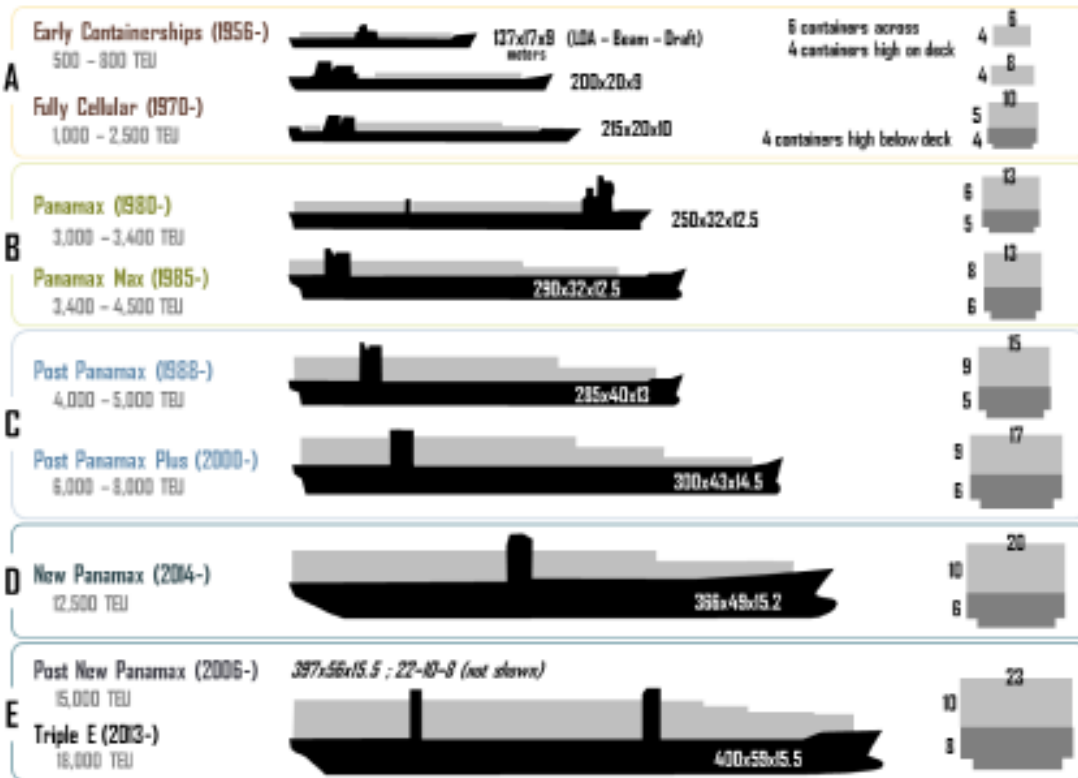 A
Early Containerships (1956-)
500 – 800 TEU
137x17x9 (LOA – Beam – Draft)
meters
200x20x9
6 containers across
4 containers high on deck
6
4
8
4
Fully Cellular (1970-)
1,000 – 2,500 TEU
215x20x10
4 containers high below deck
10
5
4
B
Panamax (1980-)
3,000 – 3,400 TEU
250x32x12.5
13
6
5
Panamax Max (1985-)
3,400 – 4,500 TEU
290x32x12.5
13
8
6
C
Post Panamax (1988-)
4,000 – 5,000 TEU
285x40x13
15
9
5
Post Panamax Plus (2000-)
6,000 – 8,000 TEU
300x43x14.5
17
9
6
D
New Panamax (2014-)
12,500 TEU
366x49x15.2
20
10
6
E
Post New Panamax (2006-)
15,000 TEU
397x56x15.5 ; 22-10-8 (not shown)
Triple E (2013-)
18,000 TEU
400x59x15.5
23
10
8